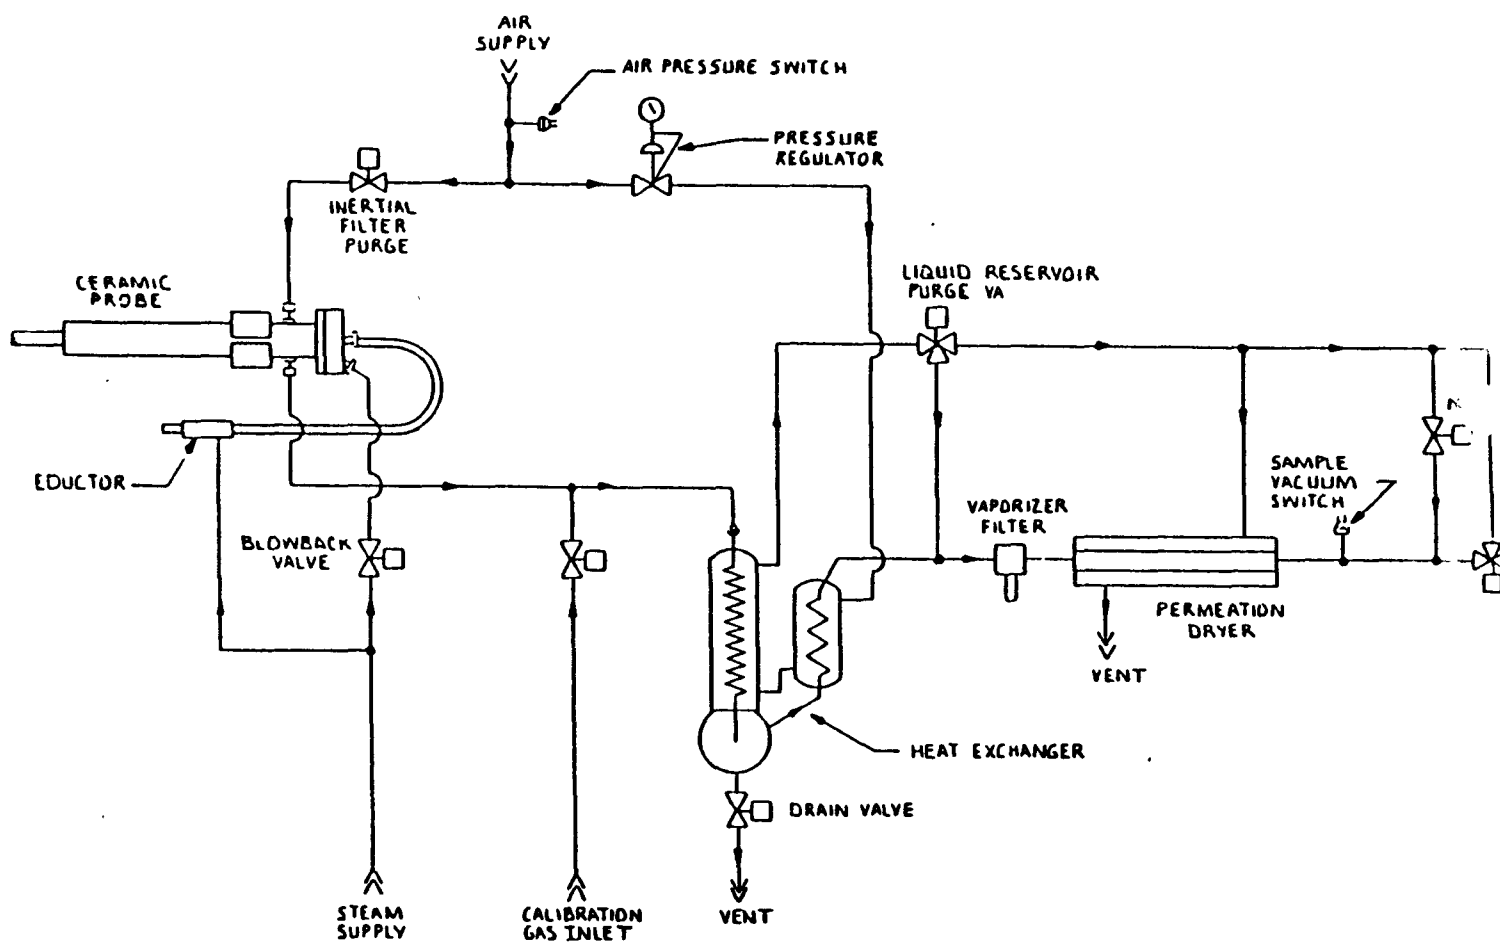 AIR
SUPPLY
AIR PRESSURE SWITCH
PRESSURE
REGULATOR
INERTIAL
FILTER
PURGE
CERAMIC
PROBE
LIQUID RESERVOIR
PURGE VA
EDUCTOR
BLOWBACK
VALVE
VAPORIZER
FILTER
SAMPLE
VACUUM
SWITCH
PERMEATION
DRYER
VENT
HEAT EXCHANGER
DRAIN VALVE
STEAM
SUPPLY
CALIBRATION
GAS INLET
VENT